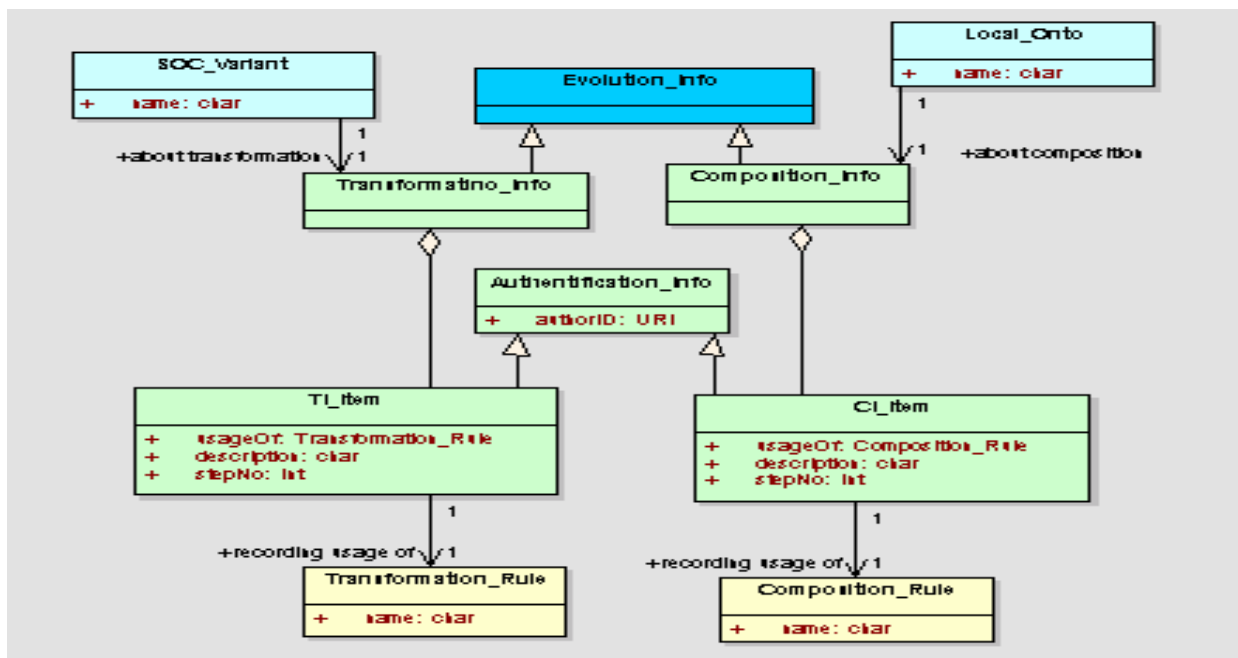 SOC_Variant
+ name: char
Evolution_Info
Local_Onto
+ name: char
1
+about transformation
1
1
+about composition
1
Transformatino_Info
Composition_Info
Authentification_Info
+ authorID: URI
TI_Item
+ usageOf: Transformation_Rule
+ description: char
+ stepNo: int
CI_Item
+ usageOf: Composition_Rule
+ description: char
+ stepNo: int
1
+recording usage of
1
1
+recording usage of
1
Transformation_Rule
+ name: char
Composition_Rule
+ name: char